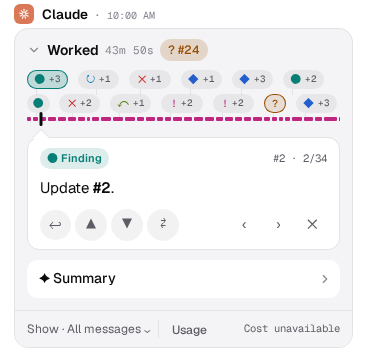 Claude · 10:00 AM
Worked 43m 50s ? #24
+3 +1 +1 +1 +3 +2
+2 +1 ! +2 ! +2 ? +3
Finding #2 · 2/34
Update #2.
Summary
Show · All messages Usage Cost unavailable